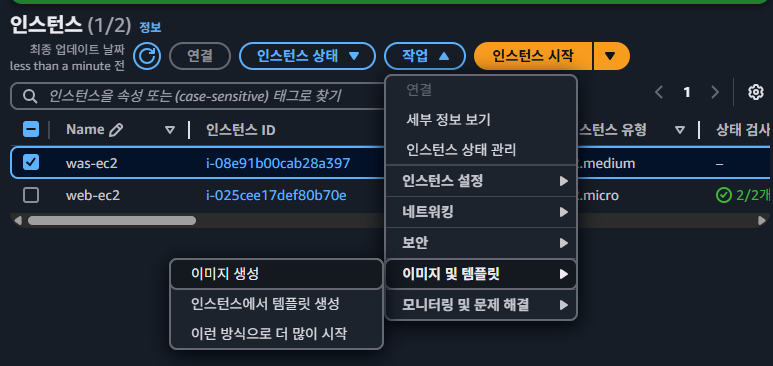 인스턴스 (1/2) 정보
최종 업데이트 날짜
less than a minute 전
연결
인스턴스 상태
작업
인스턴스 시작
인스턴스을 속성 또는 (case-sensitive) 태그로 찾기
1
연결
세부 정보 보기
인스턴스 상태 관리
인스턴스 설정
네트워킹
보안
이미지 및 템플릿
모니터링 및 문제 해결
이미지 생성
인스턴스에서 템플릿 생성
이런 방식으로 더 많이 시작
Name 인스턴스 ID 스턴스 유형 상태 검사
was-ec2 i-08e91b00cab28a397 .medium –
web-ec2 i-025cee17def80b70e .micro 2/2개